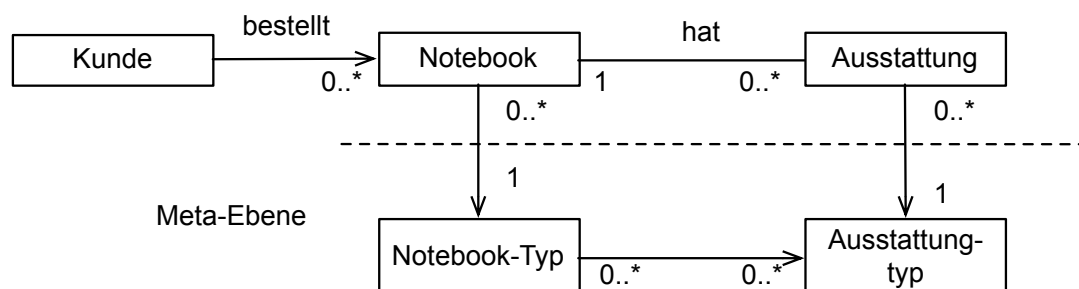 bestellt
hat
Kunde
Notebook
Ausstattung
0..*
1
0..*
0..*
0..*
1
1
Meta-Ebene
Notebook-Typ
Ausstattung-
typ
0..*
0..*